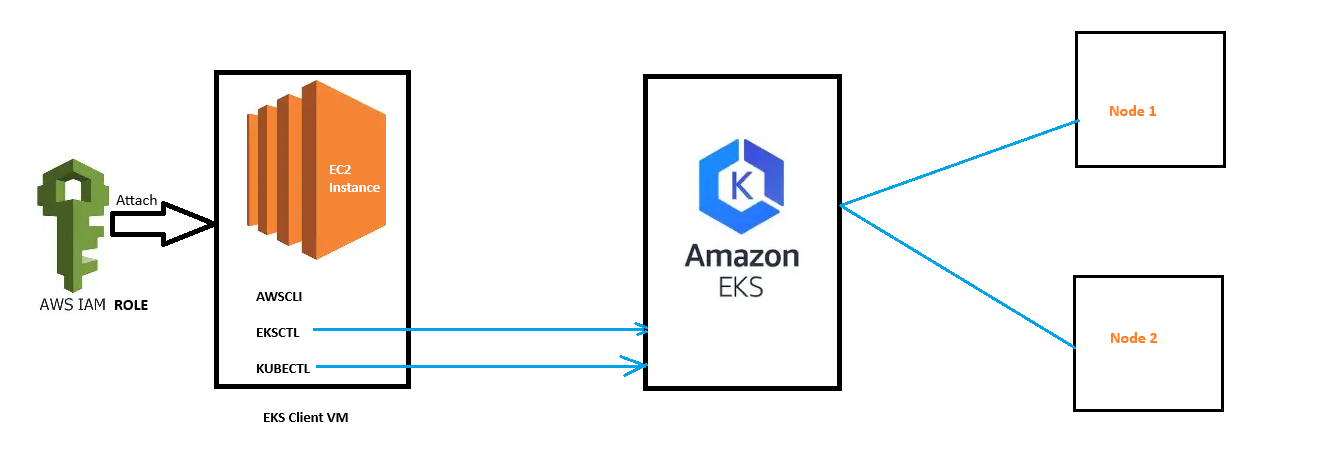 Attach
AWS IAM ROLE
EC2
Instance
AWSCLI
EKSCTL
KUBECTL
EKS Client VM
K
Amazon
EKS
Node 1
Node 2